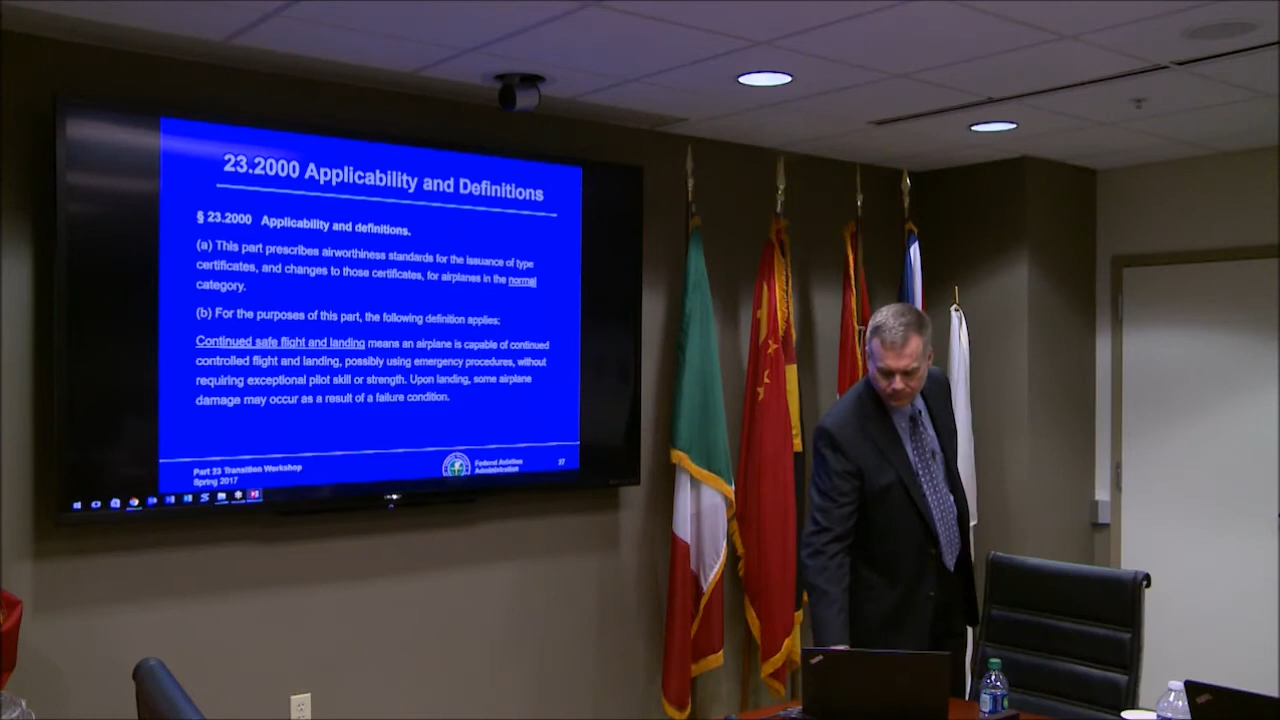 23.2000 Applicability and Definitions
§ 23.2000 Applicability and definitions.
(a) This part prescribes airworthiness standards for the issuance of type
certificates, and changes to those certificates, for airplanes in the normal
category.
(b) For the purposes of this part, the following definition applies:
Continued safe flight and landing means an airplane is capable of continued
controlled flight and landing, possibly using emergency procedures, without
requiring exceptional pilot skill or strength. Upon landing, some airplane
damage may occur as a result of a failure condition.
Part 23 Transition Workshop
Spring 2017
Federal Aviation
Administration
37